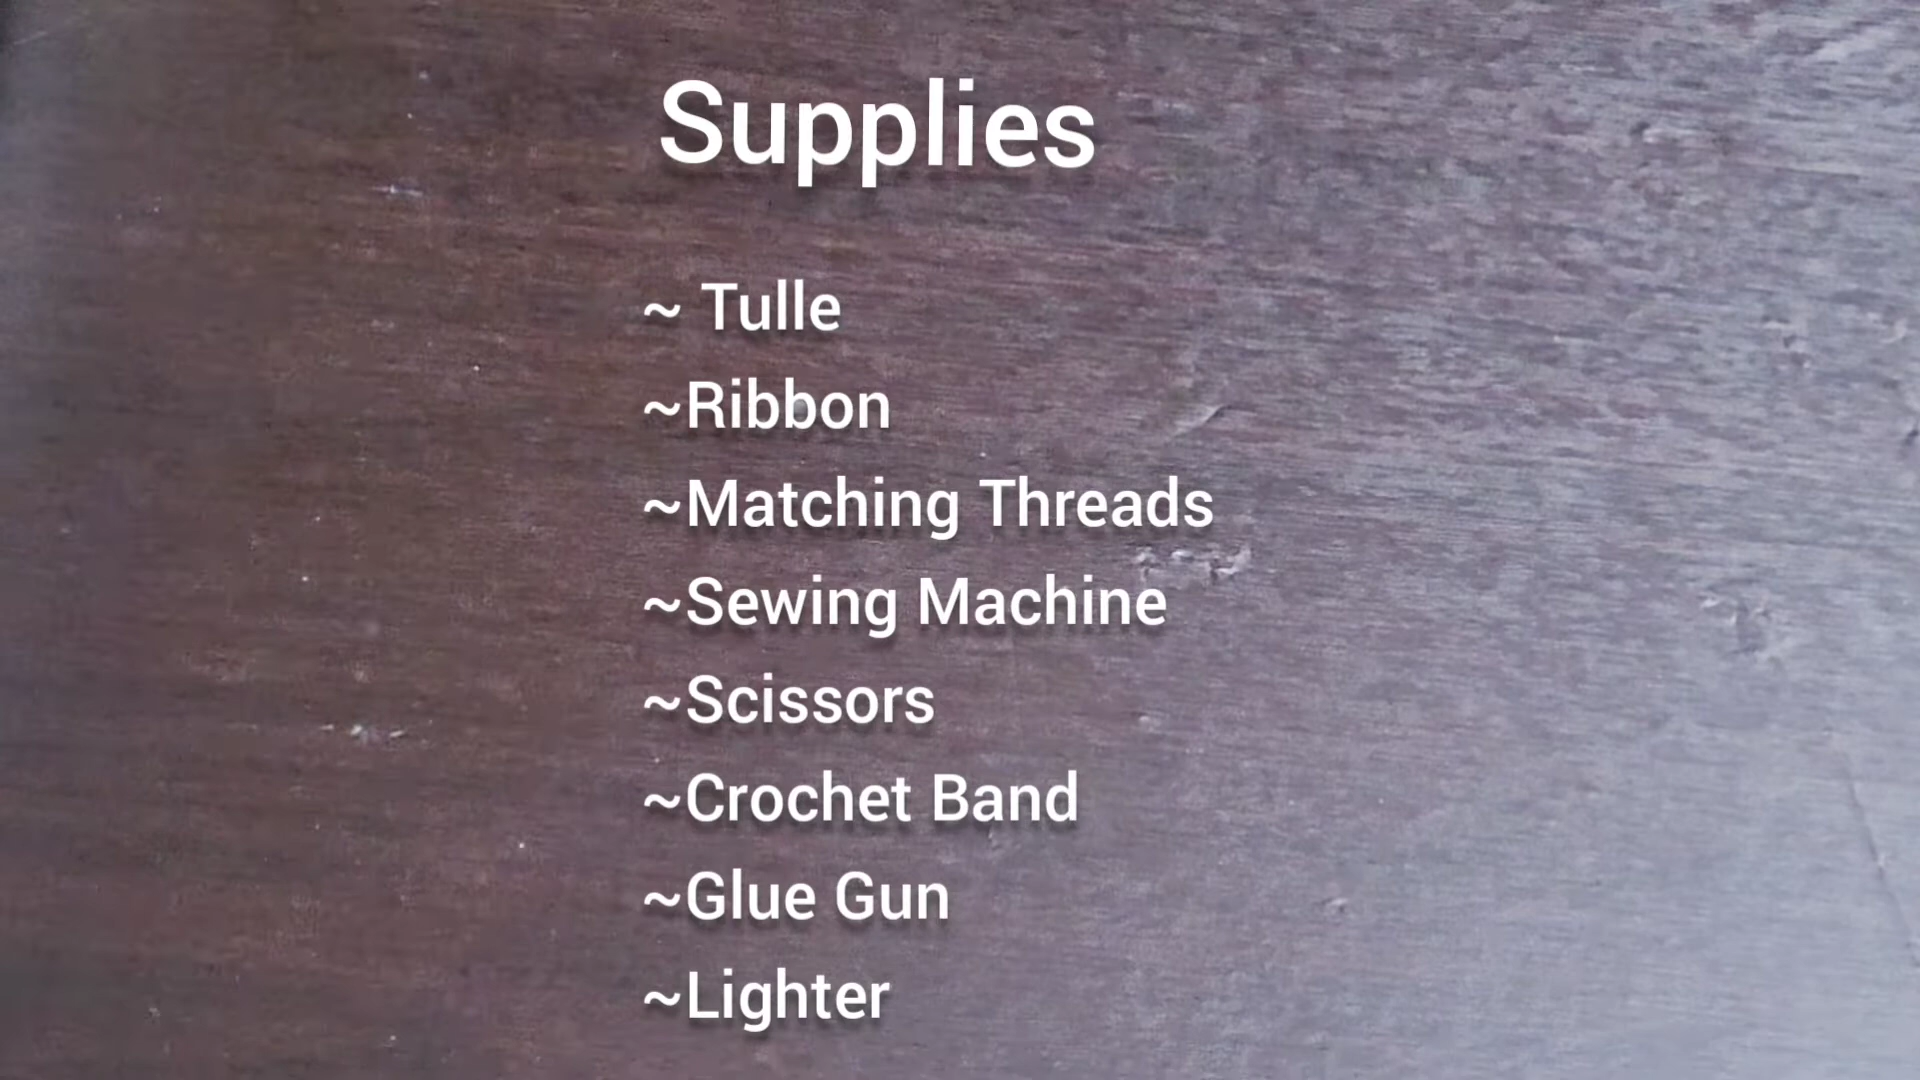 Supplies
~ Tulle
~Ribbon
~Matching Threads
~Sewing Machine
~Scissors
~Crochet Band
~Glue Gun
~Lighter